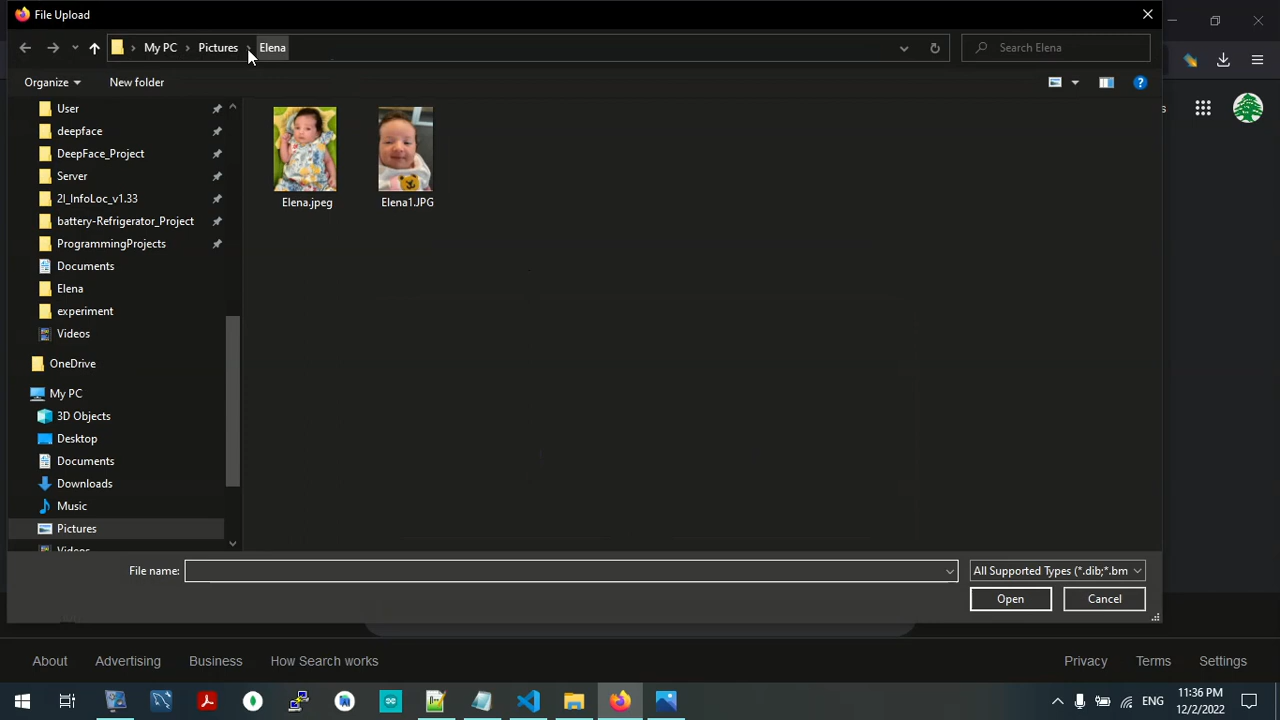 File Upload
My PC
Pictures
Elena
Search Elena
Organize
New folder
User
deepface
DeepFace_Project
Server
2I_InfoLoc_v1.33
battery-Refrigerator_Project
ProgrammingProjects
Documents
Elena
experiment
Videos
OneDrive
My PC
3D Objects
Desktop
Documents
Downloads
Music
Pictures
Videos
Elena.jpeg
Elena1.JPG
File name:
All Supported Types (*.dib;*.bm
Open
Cancel
About
Advertising
Business
How Search works
Privacy
Terms
Settings
ENG
11:36 PM
12/2/2022